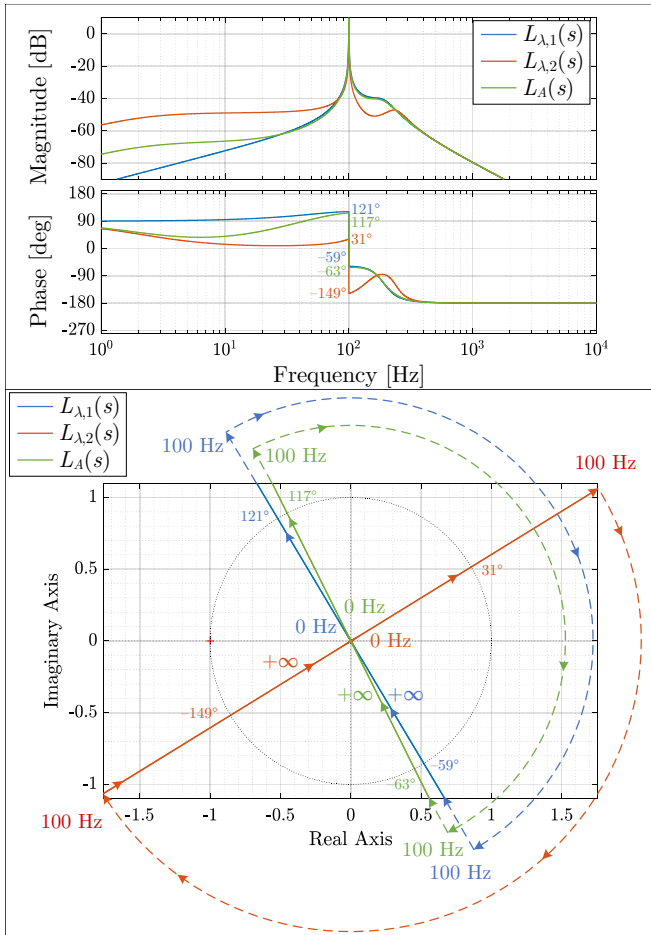 Magnitude [dB]
0
-20
-40
-60
-80
L_{λ,1}(s)
L_{λ,2}(s)
L_A(s)
Phase [deg]
180
90
0
-90
-180
-270
121°
117°
31°
−59°
−63°
−149°
10^0
10^1
10^2
10^3
10^4
Frequency [Hz]
L_{λ,1}(s)
L_{λ,2}(s)
L_A(s)
100 Hz
100 Hz
100 Hz
Imaginary Axis
1
0.5
0
-0.5
-1
117°
121°
31°
0 Hz
0 Hz
0 Hz
+∞
+∞
+∞
−149°
−59°
−63°
-1.5
-1
-0.5
0
0.5
1
1.5
Real Axis
100 Hz
100 Hz
100 Hz